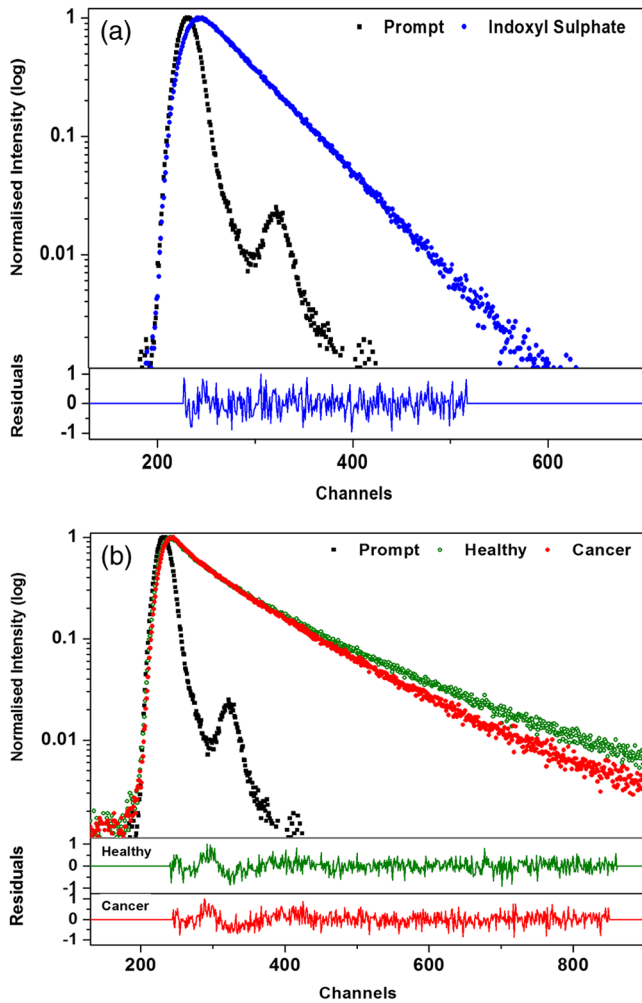 (a)
Prompt Indoxyl Sulphate
Normalised Intensity (log)
1
0.1
0.01
Residuals
1
0
-1
200 400 600
Channels
(b)
Prompt Healthy Cancer
Normalised Intensity (log)
1
0.1
0.01
Residuals
1
0
-1
Healthy
1
0
-1
Cancer
200 400 600 800
Channels